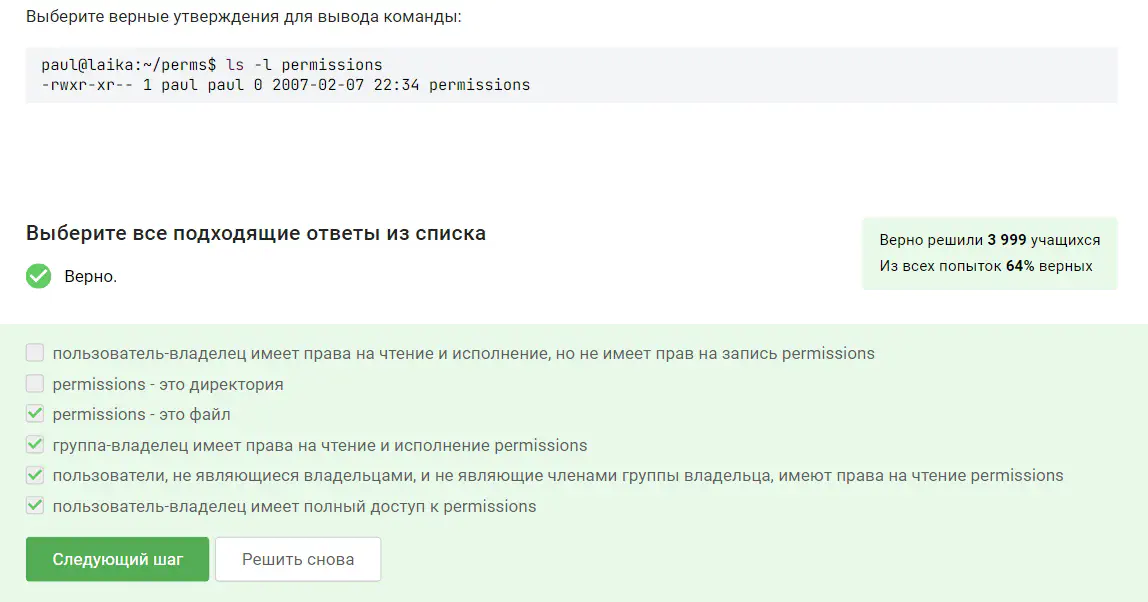 Выберите верные утверждения для вывода команды:
paul@laika:~/perms$ ls -l permissions
-rwxr-xr-- 1 paul paul 0 2007-02-07 22:34 permissions
Выберите все подходящие ответы из списка
Верно.
Верно решили 3 999 учащихся
Из всех попыток 64% верных
пользователь-владелец имеет права на чтение и исполнение, но не имеет прав на запись permissions
permissions - это директория
permissions - это файл
группа-владелец имеет права на чтение и исполнение permissions
пользователи, не являющиеся владельцами, и не являющие членами группы владельца, имеют права на чтение permissions
пользователь-владелец имеет полный доступ к permissions
Следующий шаг
Решить снова